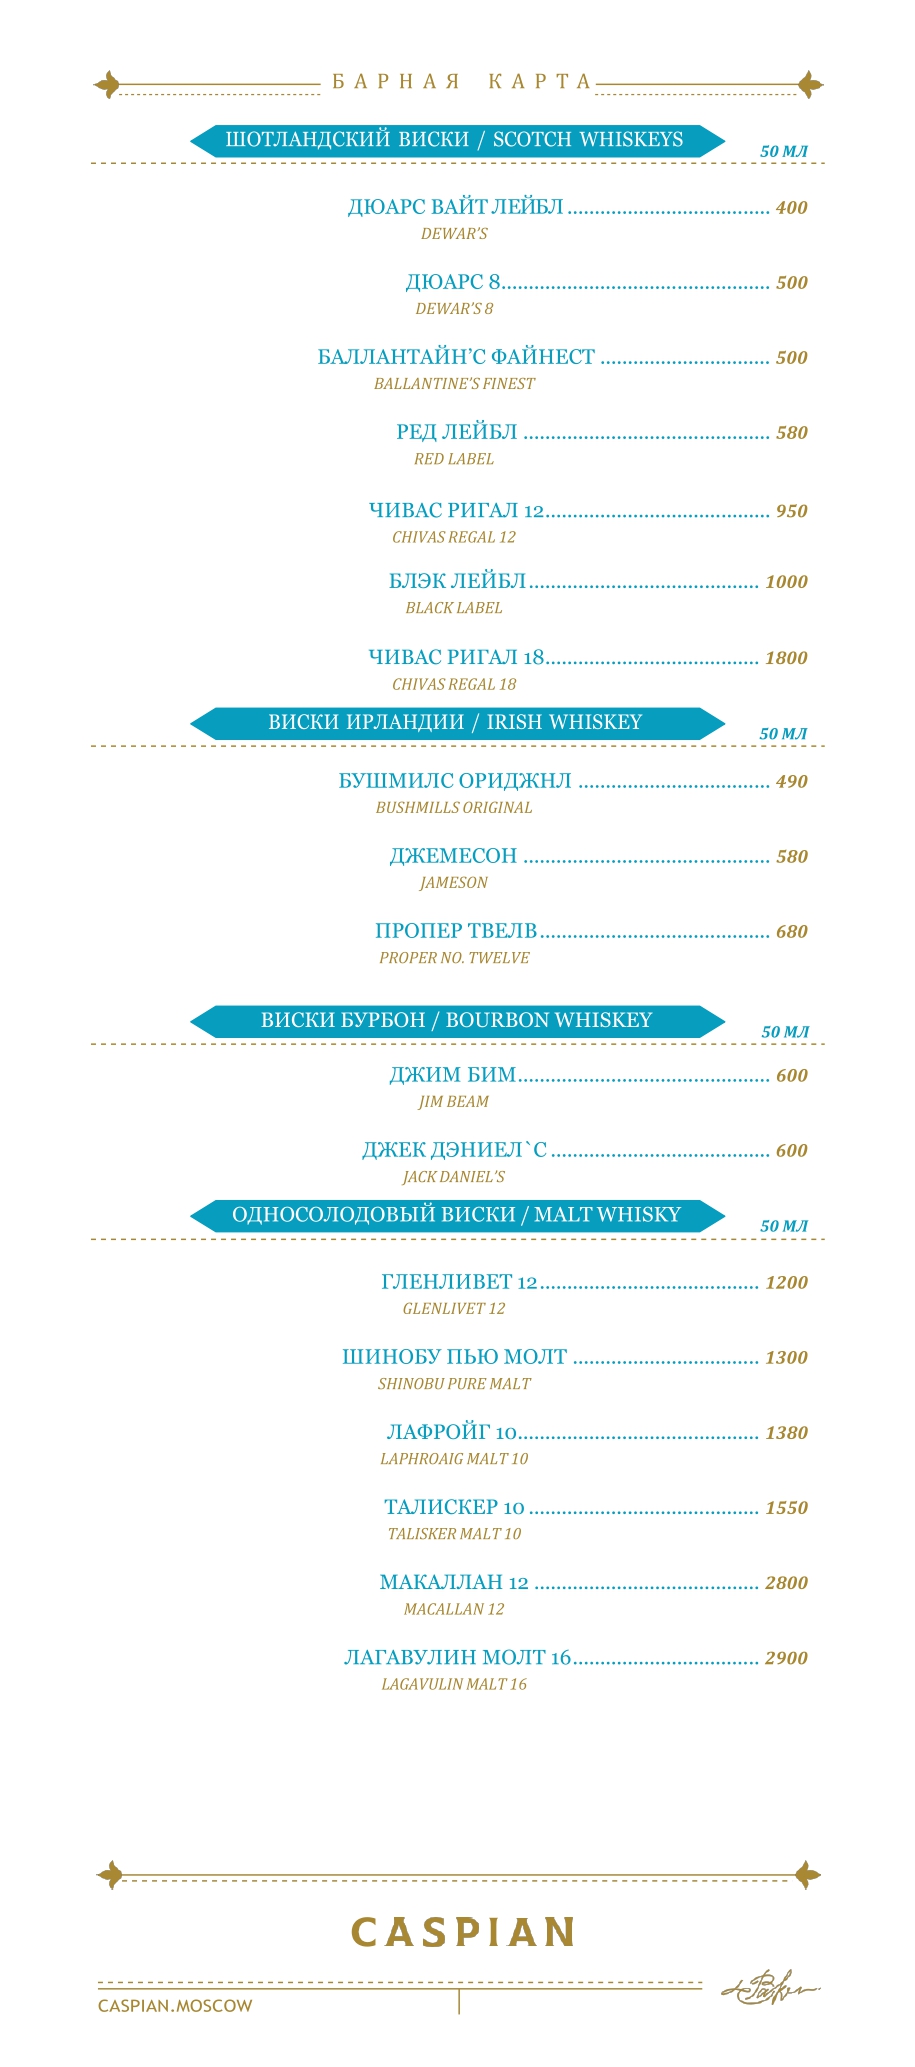 БАРНАЯ КАРТА
ШОТЛАНДСКИЙ ВИСКИ / SCOTCH WHISKEYS 50 МЛ
ДЮАРС ВАЙТ ЛЕЙБЛ ..................................... 400
DEWAR'S
ДЮАРС 8.................................................. 500
DEWAR'S 8
БАЛЛАНТАЙН'С ФАЙНЕСТ ............................... 500
BALLANTINE'S FINEST
РЕД ЛЕЙБЛ ............................................. 580
RED LABEL
ЧИВАС РИГАЛ 12......................................... 950
CHIVAS REGAL 12
БЛЭК ЛЕЙБЛ .......................................... 1000
BLACK LABEL
ЧИВАС РИГАЛ 18....................................... 1800
CHIVAS REGAL 18
ВИСКИ ИРЛАНДИИ / IRISH WHISKEY 50 МЛ
БУШМИЛС ОРИДЖНЛ ................................... 490
BUSHMILLS ORIGINAL
ДЖЕМЕСОН ............................................. 580
JAMESON
ПРОПЕР ТВЕЛВ.......................................... 680
PROPER NO. TWELVE
ВИСКИ БУРБОН / BOURBON WHISKEY 50 МЛ
ДЖИМ БИМ.............................................. 600
JIM BEAM
ДЖЕК ДЭНИЕЛ`С ........................................ 600
JACK DANIEL'S
ОДНОСОЛОДОВЫЙ ВИСКИ / MALT WHISKY 50 МЛ
ГЛЕНЛИВЕТ 12........................................ 1200
GLENLIVET 12
ШИНОБУ ПЬЮ МОЛТ .................................. 1300
SHINOBU PURE MALT
ЛАФРОЙГ 10............................................ 1380
LAPHROAIG MALT 10
ТАЛИСКЕР 10 .......................................... 1550
TALISKER MALT 10
МАКАЛЛАН 12 ......................................... 2800
MACALLAN 12
ЛАГАВУЛИН МОЛТ 16.................................. 2900
LAGAVULIN MALT 16
CASPIAN
CASPIAN.MOSCOW